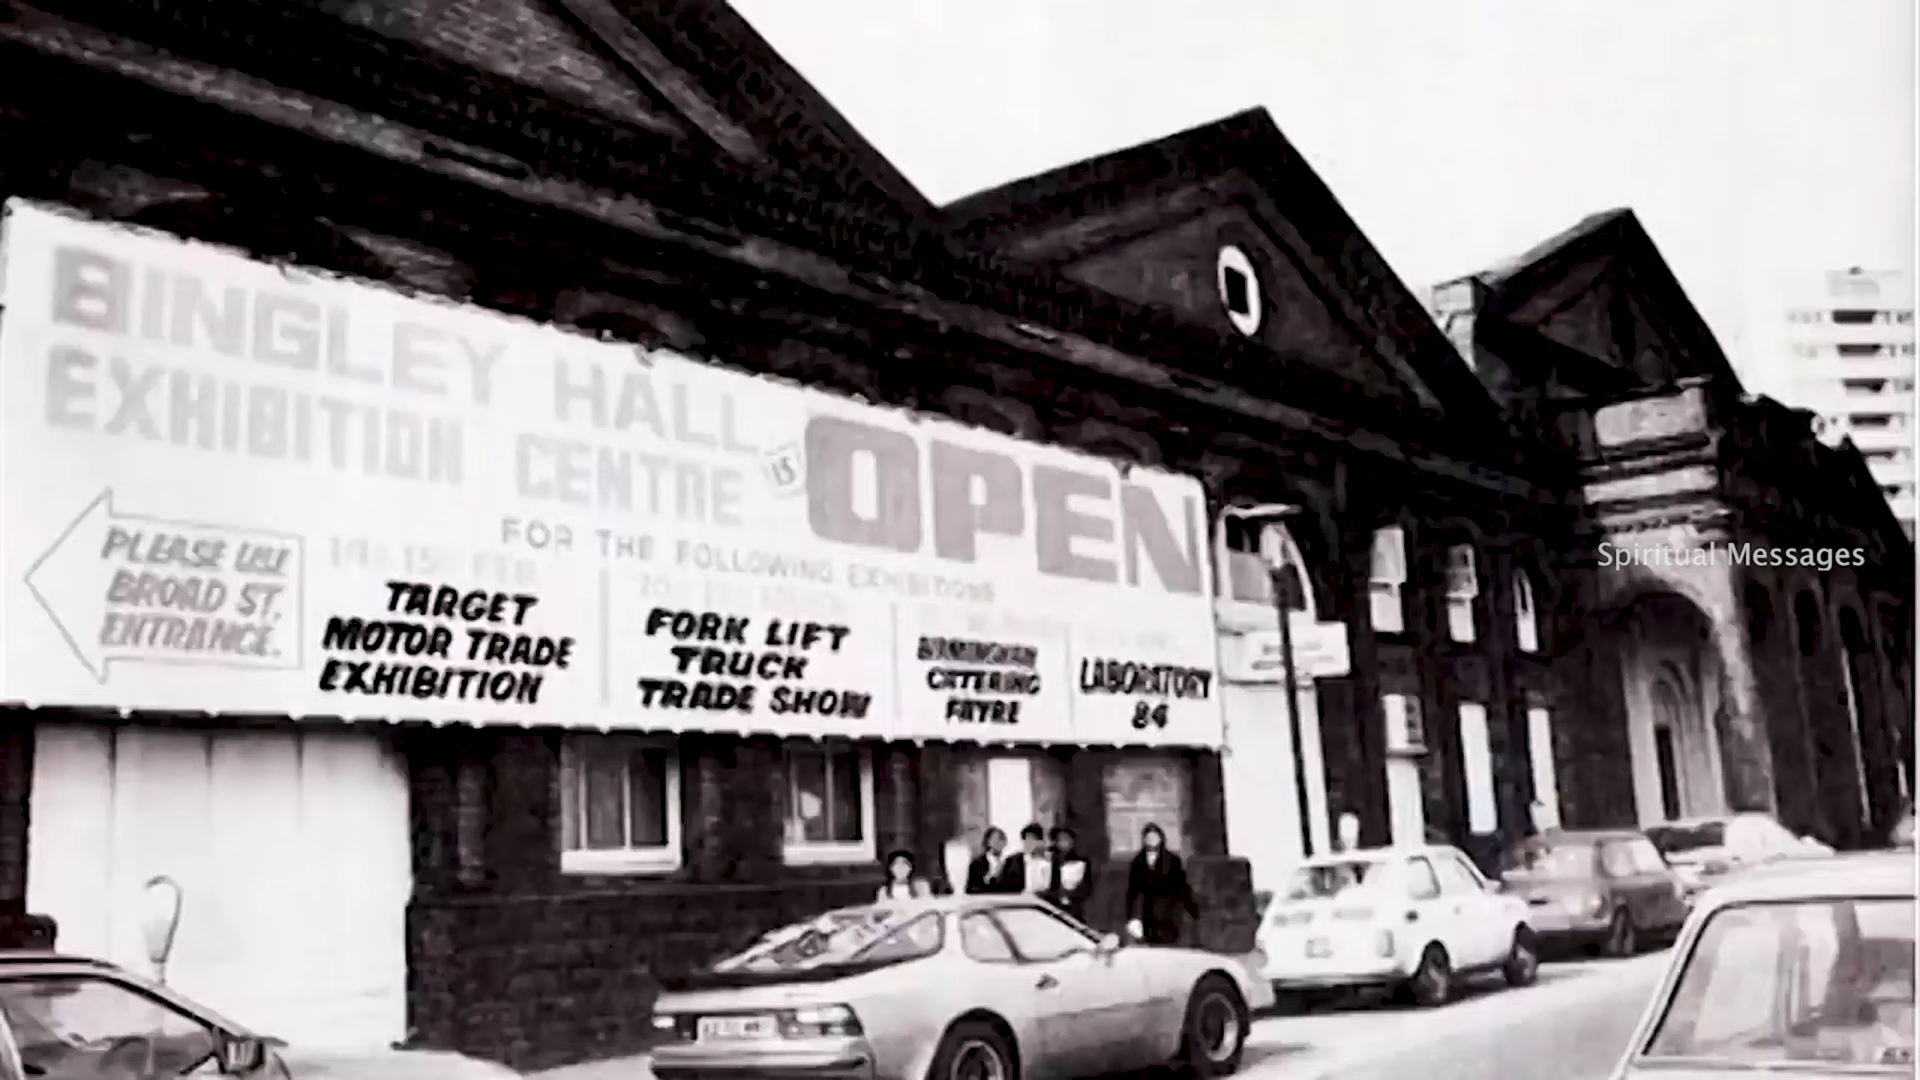 BINGLEY HALL
EXHIBITION CENTRE
IS
OPEN
FOR THE FOLLOWING EXHIBITIONS
PLEASE USE
BROAD ST.
ENTRANCE.
TARGET
MOTOR TRADE
EXHIBITION
FORK LIFT
TRUCK
TRADE SHOW
BIRMINGHAM
CATERING
FAYRE
LABORATORY
84
Spiritual Messages